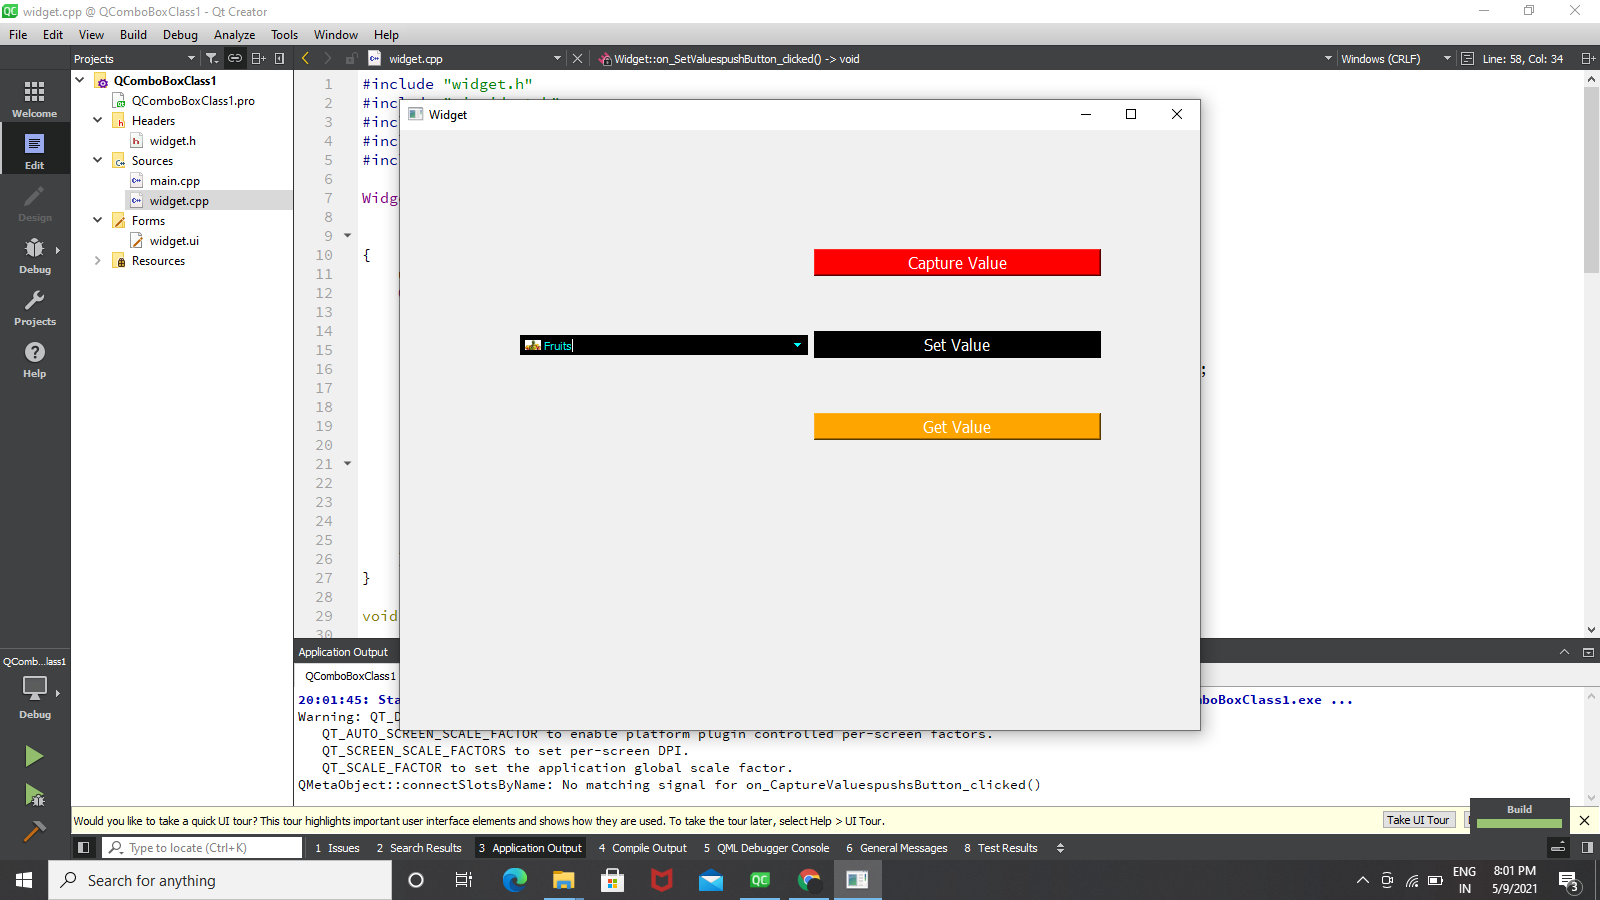 widget.cpp @ QComboBoxClass1 - Qt Creator
File Edit View Build Debug Analyze Tools Window Help
Projects
widget.cpp
Widget::on_SetValuespushButton_clicked() -> void
Windows (CRLF)
Line: 58, Col: 34
Welcome
Edit
Design
Debug
Projects
Help
QComboBoxClass1
QComboBoxClass1.pro
Headers
widget.h
Sources
main.cpp
widget.cpp
Forms
widget.ui
Resources
1 #include "widget.h"
2 #inc
3 #inc
4 #inc
5 #inc
6
7 Widg
8
9
10 {
11
12
13
14
15
16 ;
17
18
19
20
21
22
23
24
25
26
27 }
28
29 void
30
Widget
Capture Value
Fruits
Set Value
Get Value
QComb...lass1
Debug
Application Output
QComboBoxClass1
20:01:45: Sta
mboBoxClass1.exe ...
Warning: QT_D
QT_AUTO_SCREEN_SCALE_FACTOR to enable platform plugin controlled per-screen factors.
QT_SCREEN_SCALE_FACTORS to set per-screen DPI.
QT_SCALE_FACTOR to set the application global scale factor.
QMetaObject::connectSlotsByName: No matching signal for on_CaptureValuespushsButton_clicked()
Would you like to take a quick UI tour? This tour highlights important user interface elements and shows how they are used. To take the tour later, select Help > UI Tour.
Take UI Tour
Build
Type to locate (Ctrl+K)
1 Issues 2 Search Results 3 Application Output 4 Compile Output 5 QML Debugger Console 6 General Messages 8 Test Results
Search for anything
ENG
IN
8:01 PM
5/9/2021
3